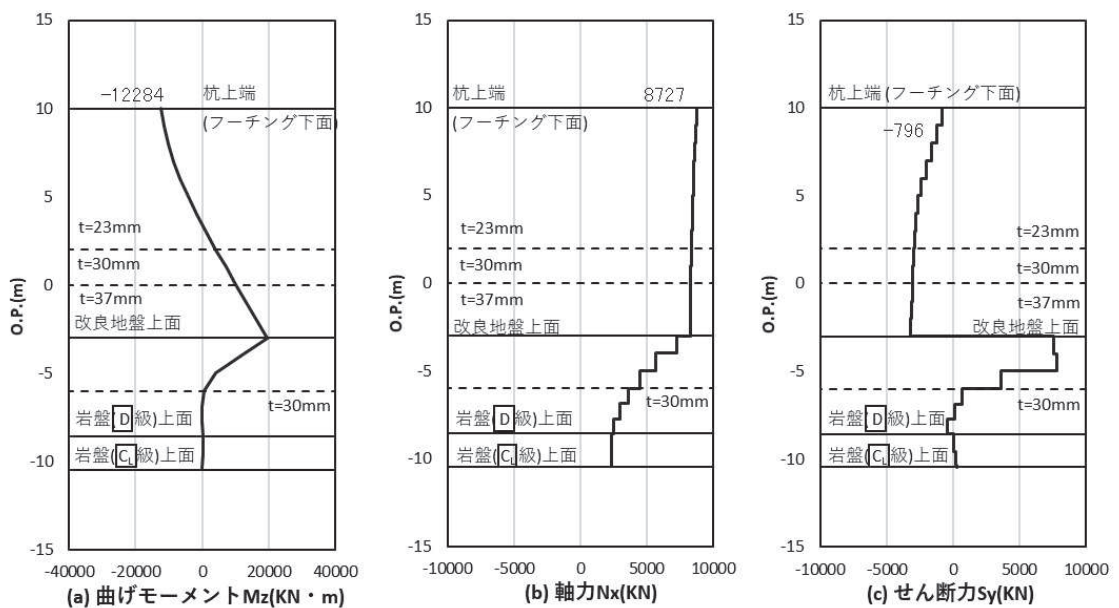 O.P.(m)
15
10
5
0
-5
-10
-15
-12284
杭上端
(フーチング下面)
t=23mm
t=30mm
t=37mm
改良地盤上面
t=30mm
岩盤(D級)上面
岩盤(CL級)上面
-40000 -20000 0 20000 40000
(a) 曲げモーメントMz(KN・m)
15
10
5
0
-5
-10
-15
杭上端
8727
(フーチング下面)
t=23mm
t=30mm
t=37mm
改良地盤上面
t=30mm
岩盤(D級)上面
岩盤(CL級)上面
-10000 -5000 0 5000 10000
(b) 軸力Nx(KN)
O.P.(m)
15
10
5
0
-5
-10
-15
杭上端(フーチング下面)
-796
t=23mm
t=30mm
t=37mm
改良地盤上面
t=30mm
岩盤(D級)上面
岩盤(CL級)上面
-10000 -5000 0 5000 10000
(c) せん断力Sy(KN)